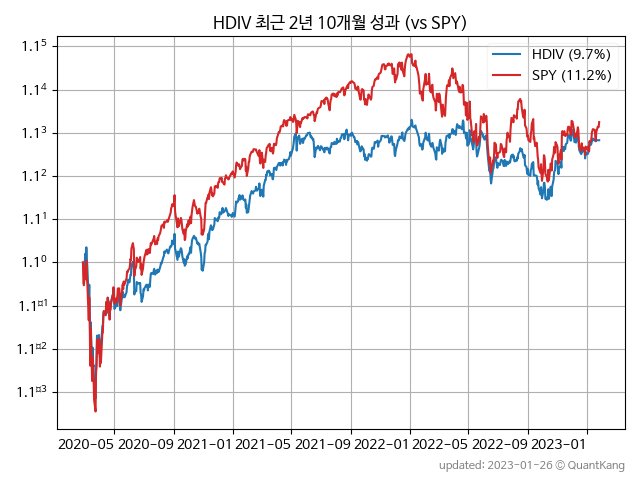 HDIV 최근 2년 10개월 성과 (vs SPY)
1.1⁵
1.1⁴
1.1³
1.1²
1.1¹
1.1⁰
1.1¤¹
1.1¤²
1.1¤³
HDIV (9.7%)
SPY (11.2%)
2020-05 2020-09 2021-01 2021-05 2021-09 2022-01 2022-05 2022-09 2023-01
updated: 2023-01-26 © QuantKang